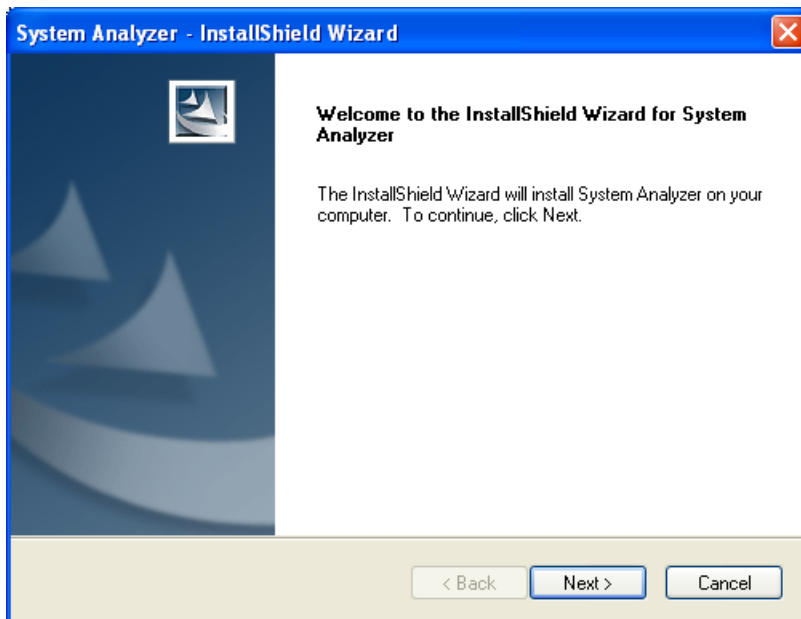 System Analyzer - InstallShield Wizard
Welcome to the InstallShield Wizard for System
Analyzer
The InstallShield Wizard will install System Analyzer on your
computer. To continue, click Next.
< Back
Next >
Cancel